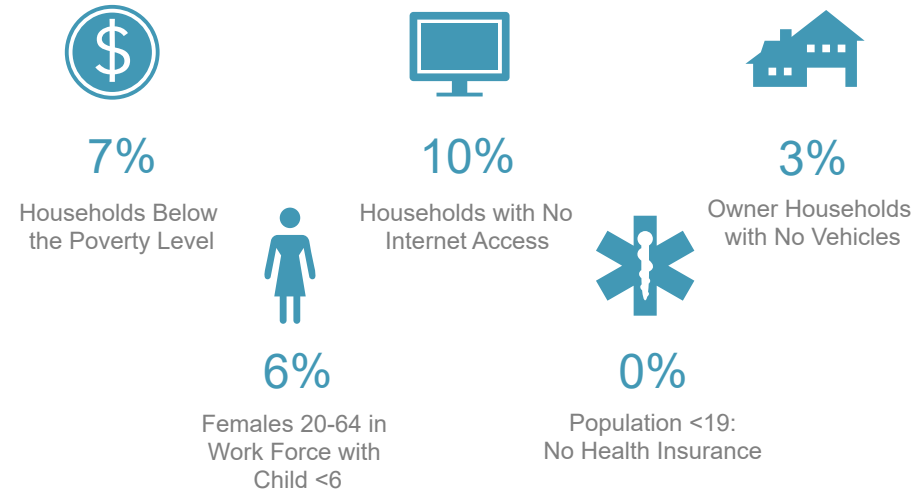 $
7%
Households Below
the Poverty Level
10%
Households with No
Internet Access
3%
Owner Households
with No Vehicles
6%
Females 20-64 in
Work Force with
Child <6
0%
Population <19:
No Health Insurance